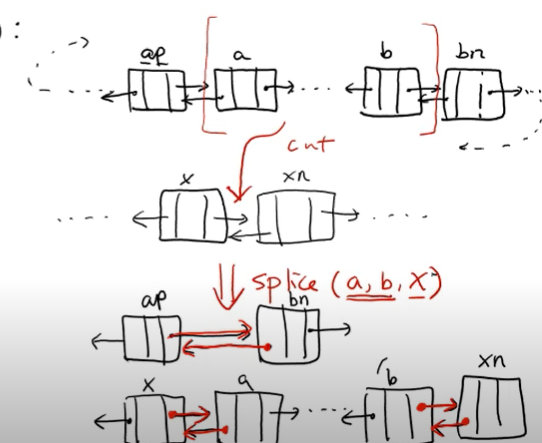 ) :
ap a b bn
cut
x xn
splice (a, b, x)
ap bn
x a b xn